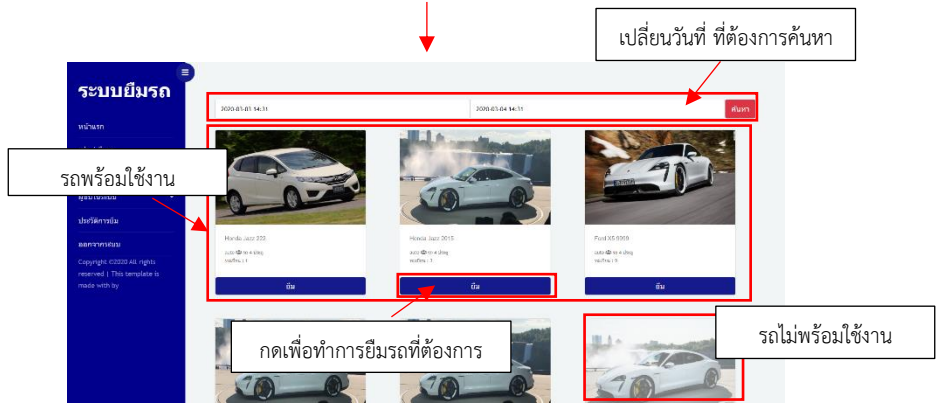 เปลี่ยนวันที่ ที่ต้องการค้นหา
ระบบยืมรถ
2020-03-03 14:31
2020-03-04 14:31
ค้นหา
หน้าแรก
รถพร้อมใช้งาน
ประวัติการยืม
ออกจากระบบ
Copyright ©2020 All rights
reserved | This template is
made with by
Honda Jazz 222
Honda Jazz 2015
Ford X5 9999
ยืม
ยืม
ยืม
กดเพื่อทำการยืมรถที่ต้องการ
รถไม่พร้อมใช้งาน